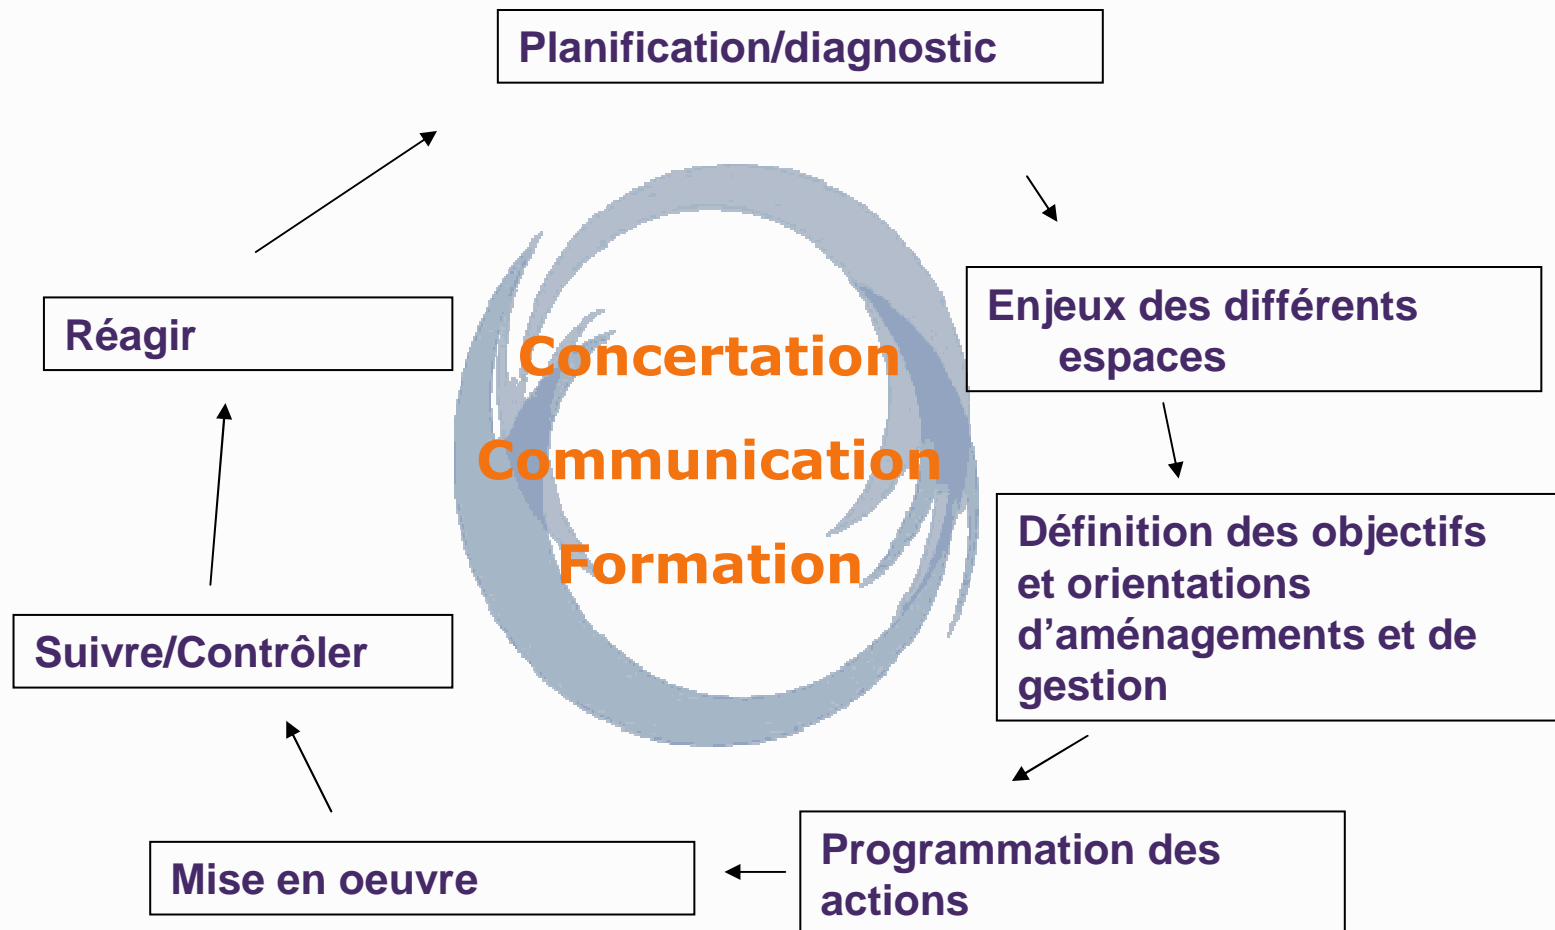 Planification/diagnostic
Enjeux des différents
espaces
Définition des objectifs
et orientations
d’aménagements et de
gestion
Programmation des
actions
Mise en oeuvre
Suivre/Contrôler
Réagir
Concertation
Communication
Formation